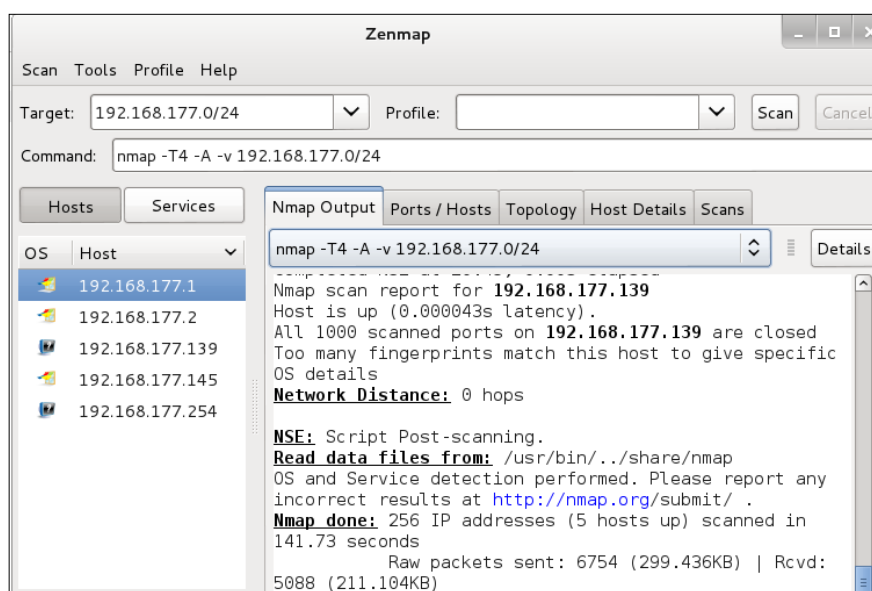 Zenmap
Scan Tools Profile Help
Target: 192.168.177.0/24 Profile: Scan Cancel
Command: nmap -T4 -A -v 192.168.177.0/24
Hosts Services
Nmap Output Ports / Hosts Topology Host Details Scans
OS Host
nmap -T4 -A -v 192.168.177.0/24 Details
192.168.177.1
192.168.177.2
192.168.177.139
192.168.177.145
192.168.177.254
Nmap scan report for 192.168.177.139
Host is up (0.000043s latency).
All 1000 scanned ports on 192.168.177.139 are closed
Too many fingerprints match this host to give specific
OS details
Network Distance: 0 hops
NSE: Script Post-scanning.
Read data files from: /usr/bin/../share/nmap
OS and Service detection performed. Please report any
incorrect results at http://nmap.org/submit/ .
Nmap done: 256 IP addresses (5 hosts up) scanned in
141.73 seconds
Raw packets sent: 6754 (299.436KB) | Rcvd:
5088 (211.104KB)